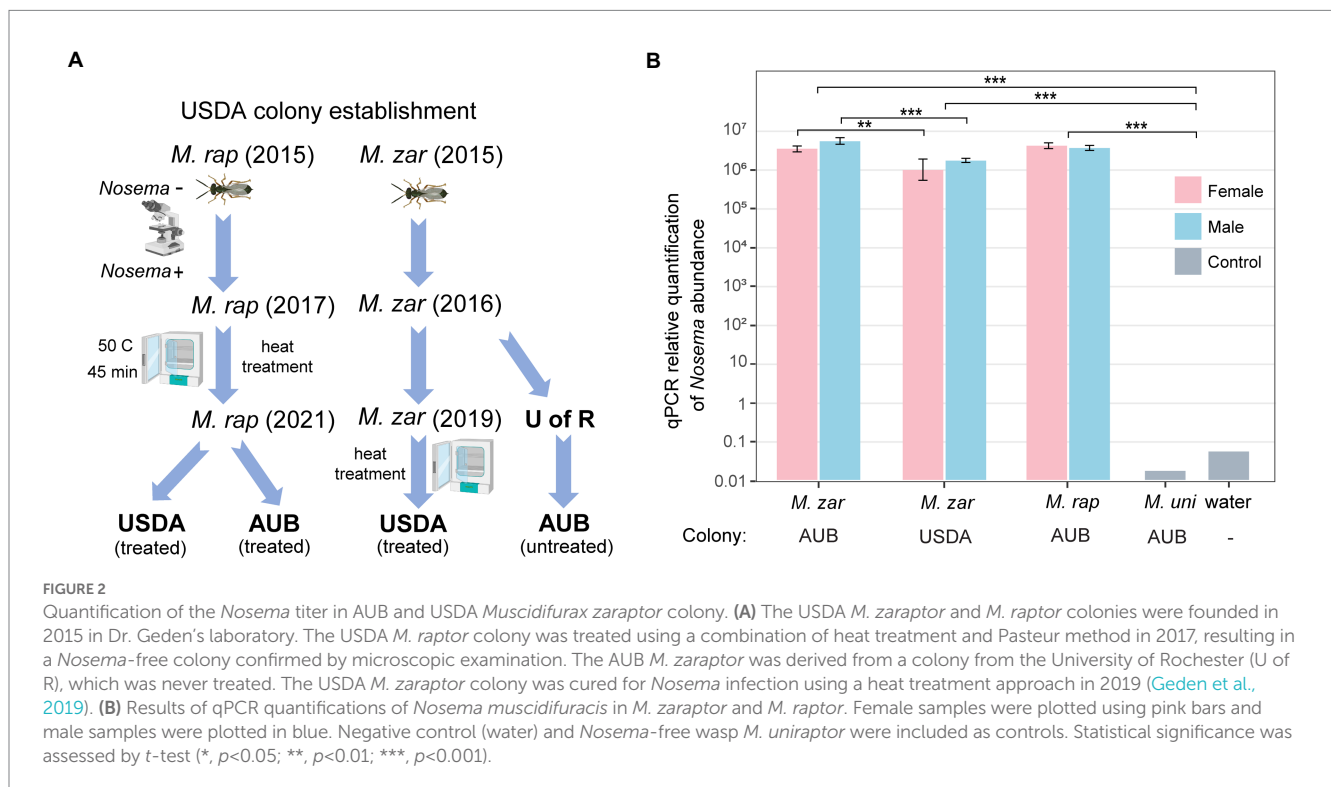 A
USDA colony establishment
M. rap (2015)
M. zar (2015)
Nosema -
Nosema +
M. rap (2017)
M. zar (2016)
50 C
45 min
heat
treatment
M. rap (2021)
M. zar (2019)
U of R
heat
treatment
USDA
(treated)
AUB
(treated)
USDA
(treated)
AUB
(untreated)
B
qPCR relative quantification
of Nosema abundance
***
***
***
**
***
10⁷
10⁶
10⁵
10⁴
10³
10²
10
1
0.1
0.01
Female
Male
Control
M. zar
M. zar
M. rap
M. uni
water
Colony:
AUB
USDA
AUB
AUB
-
FIGURE 2
Quantification of the Nosema titer in AUB and USDA Muscidifurax zaraptor colony. (A) The USDA M. zaraptor and M. raptor colonies were founded in
2015 in Dr. Geden's laboratory. The USDA M. raptor colony was treated using a combination of heat treatment and Pasteur method in 2017, resulting in
a Nosema-free colony confirmed by microscopic examination. The AUB M. zaraptor was derived from a colony from the University of Rochester (U of
R), which was never treated. The USDA M. zaraptor colony was cured for Nosema infection using a heat treatment approach in 2019 (Geden et al.,
2019). (B) Results of qPCR quantifications of Nosema muscidifuracis in M. zaraptor and M. raptor. Female samples were plotted using pink bars and
male samples were plotted in blue. Negative control (water) and Nosema-free wasp M. uniraptor were included as controls. Statistical significance was
assessed by t-test (*, p<0.05; **, p<0.01; ***, p<0.001).